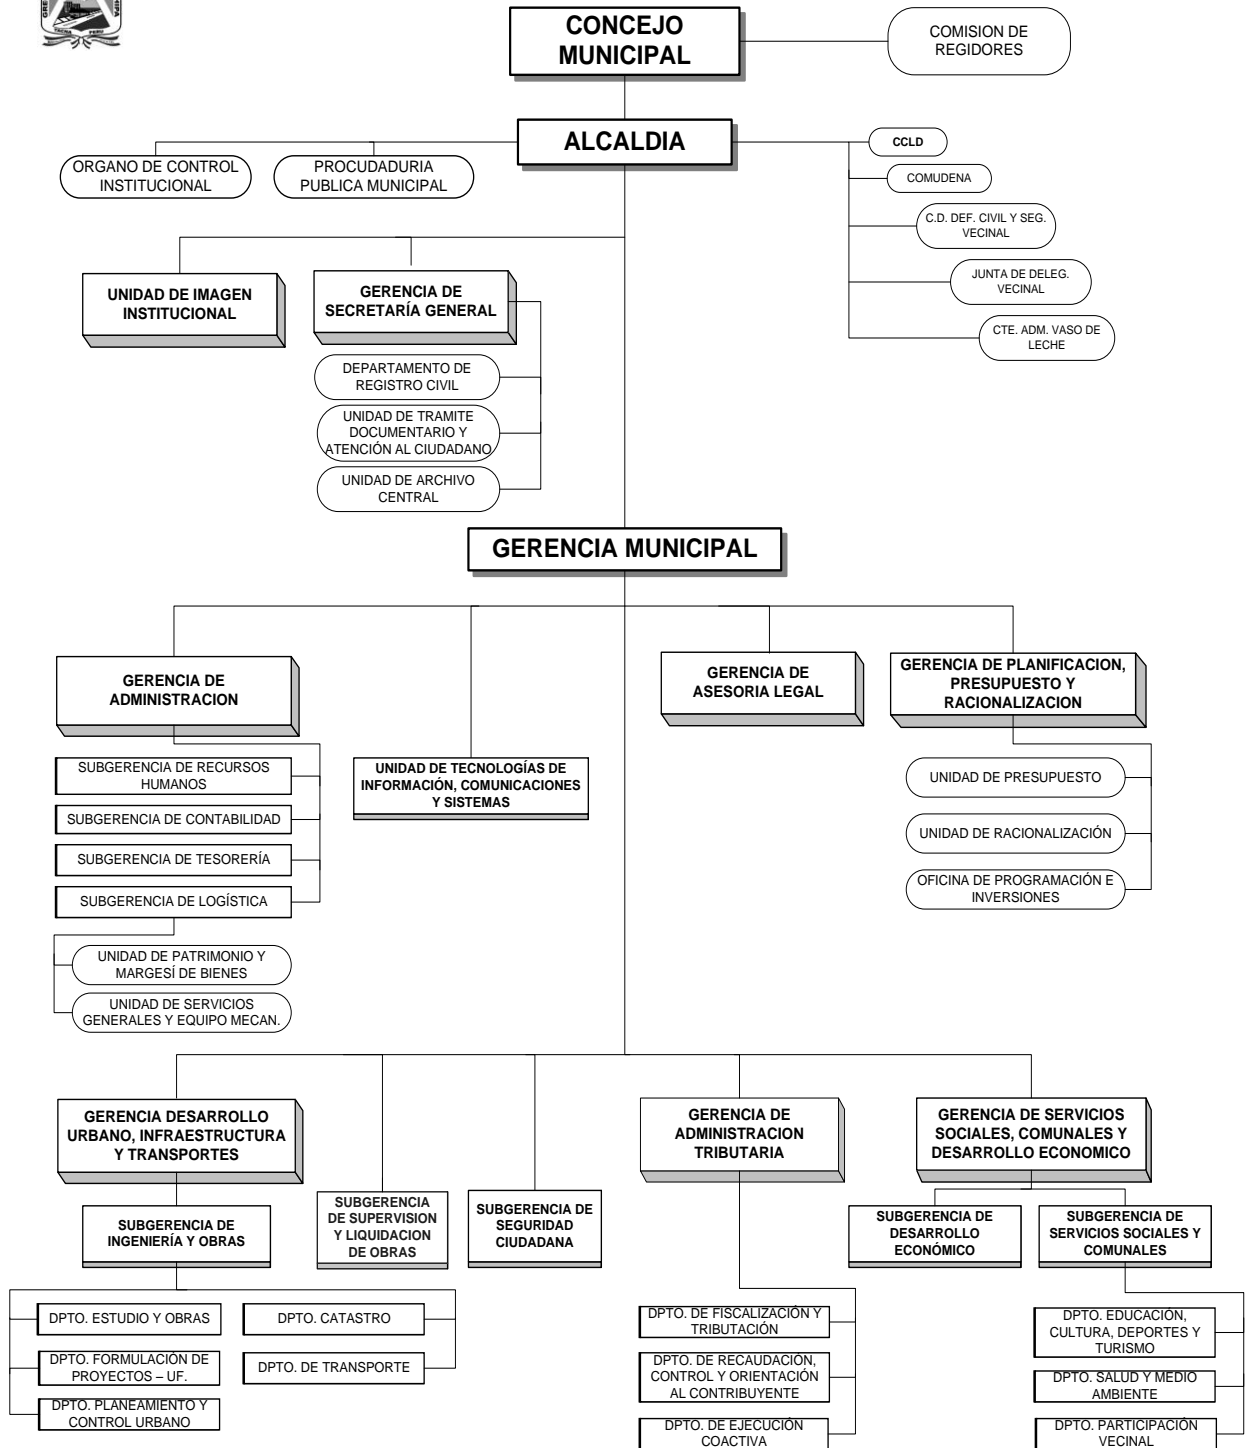 TACNA PERU
CONCEJO
MUNICIPAL
COMISION DE
REGIDORES
ALCALDIA
ORGANO DE CONTROL
INSTITUCIONAL
PROCUDADURIA
PUBLICA MUNICIPAL
CCLD
COMUDENA
C.D. DEF. CIVIL Y SEG.
VECINAL
JUNTA DE DELEG.
VECINAL
CTE. ADM. VASO DE
LECHE
UNIDAD DE IMAGEN
INSTITUCIONAL
GERENCIA DE
SECRETARÍA GENERAL
DEPARTAMENTO DE
REGISTRO CIVIL
UNIDAD DE TRAMITE
DOCUMENTARIO Y
ATENCIÓN AL CIUDADANO
UNIDAD DE ARCHIVO
CENTRAL
GERENCIA MUNICIPAL
GERENCIA DE
ADMINISTRACION
GERENCIA DE
ASESORIA LEGAL
GERENCIA DE PLANIFICACION,
PRESUPUESTO Y
RACIONALIZACION
SUBGERENCIA DE RECURSOS
HUMANOS
SUBGERENCIA DE CONTABILIDAD
SUBGERENCIA DE TESORERÍA
SUBGERENCIA DE LOGÍSTICA
UNIDAD DE PATRIMONIO Y
MARGESÍ DE BIENES
UNIDAD DE SERVICIOS
GENERALES Y EQUIPO MECAN.
UNIDAD DE TECNOLOGÍAS DE
INFORMACIÓN, COMUNICACIONES
Y SISTEMAS
UNIDAD DE PRESUPUESTO
UNIDAD DE RACIONALIZACIÓN
OFICINA DE PROGRAMACIÓN E
INVERSIONES
GERENCIA DESARROLLO
URBANO, INFRAESTRUCTURA
Y TRANSPORTES
GERENCIA DE
ADMINISTRACION
TRIBUTARIA
GERENCIA DE SERVICIOS
SOCIALES, COMUNALES Y
DESARROLLO ECONOMICO
SUBGERENCIA DE
INGENIERÍA Y OBRAS
SUBGERENCIA
DE SUPERVISION
Y LIQUIDACION
DE OBRAS
SUBGERENCIA DE
SEGURIDAD
CIUDADANA
SUBGERENCIA DE
DESARROLLO
ECONÓMICO
SUBGERENCIA DE
SERVICIOS SOCIALES Y
COMUNALES
DPTO. ESTUDIO Y OBRAS
DPTO. FORMULACIÓN DE
PROYECTOS – UF.
DPTO. PLANEAMIENTO Y
CONTROL URBANO
DPTO. CATASTRO
DPTO. DE TRANSPORTE
DPTO. DE FISCALIZACIÓN Y
TRIBUTACIÓN
DPTO. DE RECAUDACIÓN,
CONTROL Y ORIENTACIÓN
AL CONTRIBUYENTE
DPTO. DE EJECUCIÓN
COACTIVA
DPTO. EDUCACIÓN,
CULTURA, DEPORTES Y
TURISMO
DPTO. SALUD Y MEDIO
AMBIENTE
DPTO. PARTICIPACIÓN
VECINAL